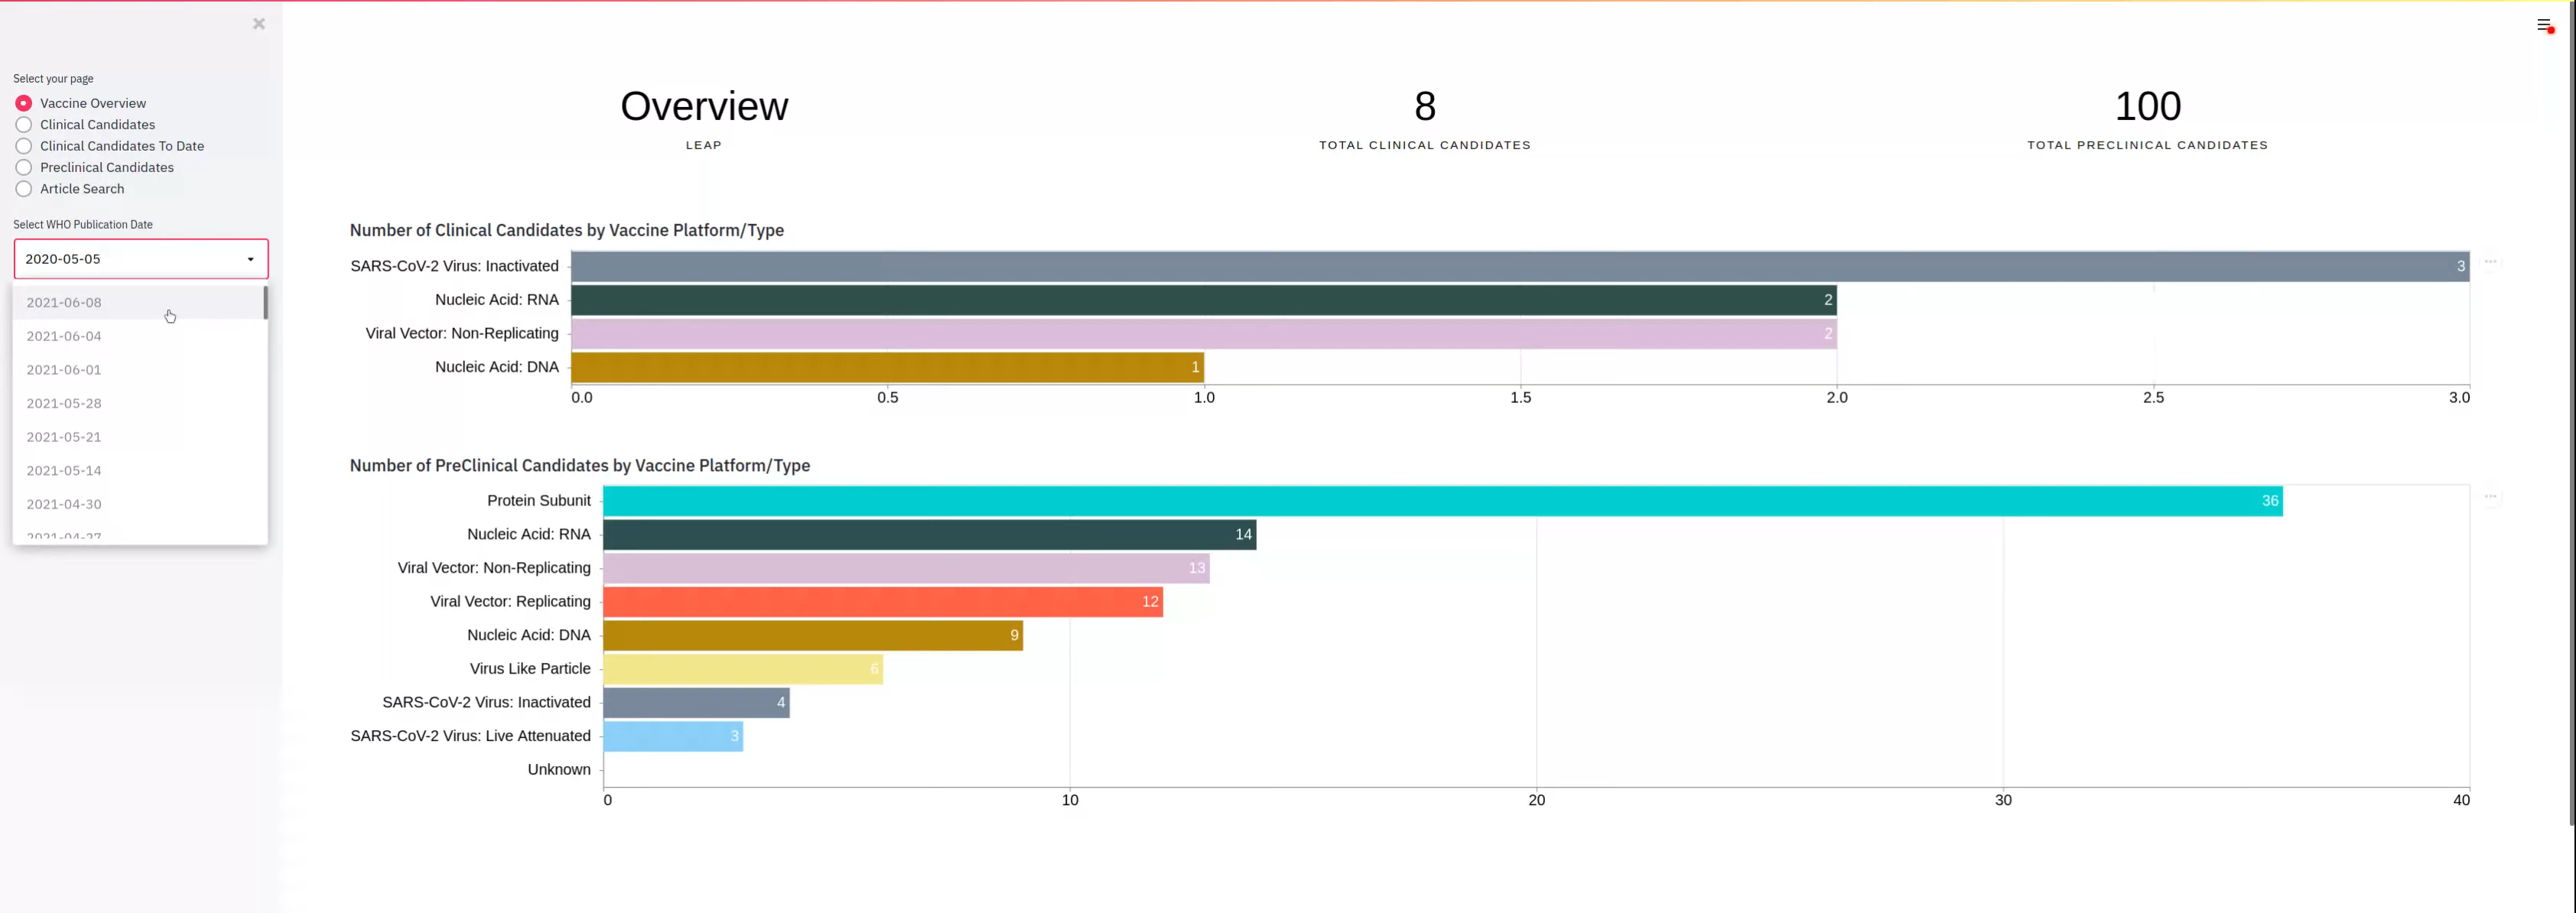 Select your page
Vaccine Overview
Clinical Candidates
Clinical Candidates To Date
Preclinical Candidates
Article Search
Select WHO Publication Date
2020-05-05
2021-06-08
2021-06-04
2021-06-01
2021-05-28
2021-05-21
2021-05-14
2021-04-30
2021-04-27
Overview
LEAP
8
TOTAL CLINICAL CANDIDATES
100
TOTAL PRECLINICAL CANDIDATES
Number of Clinical Candidates by Vaccine Platform/Type
SARS-CoV-2 Virus: Inactivated 3
Nucleic Acid: RNA 2
Viral Vector: Non-Replicating 2
Nucleic Acid: DNA 1
0.0 0.5 1.0 1.5 2.0 2.5 3.0
Number of PreClinical Candidates by Vaccine Platform/Type
Protein Subunit 36
Nucleic Acid: RNA 14
Viral Vector: Non-Replicating 13
Viral Vector: Replicating 12
Nucleic Acid: DNA 9
Virus Like Particle 6
SARS-CoV-2 Virus: Inactivated 4
SARS-CoV-2 Virus: Live Attenuated 3
Unknown
0 10 20 30 40